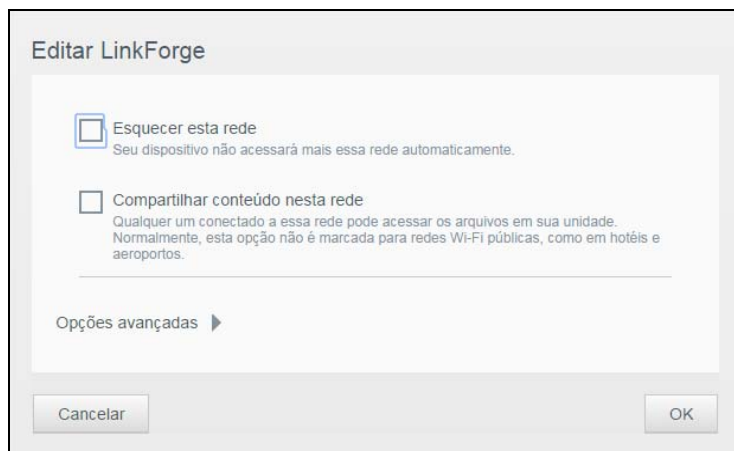 Editar LinkForge
Esquecer esta rede
Seu dispositivo não acessará mais essa rede automaticamente.
Compartilhar conteúdo nesta rede
Qualquer um conectado a essa rede pode acessar os arquivos em sua unidade.
Normalmente, esta opção não é marcada para redes Wi-Fi públicas, como em hotéis e
aeroportos.
Opções avançadas
Cancelar
OK